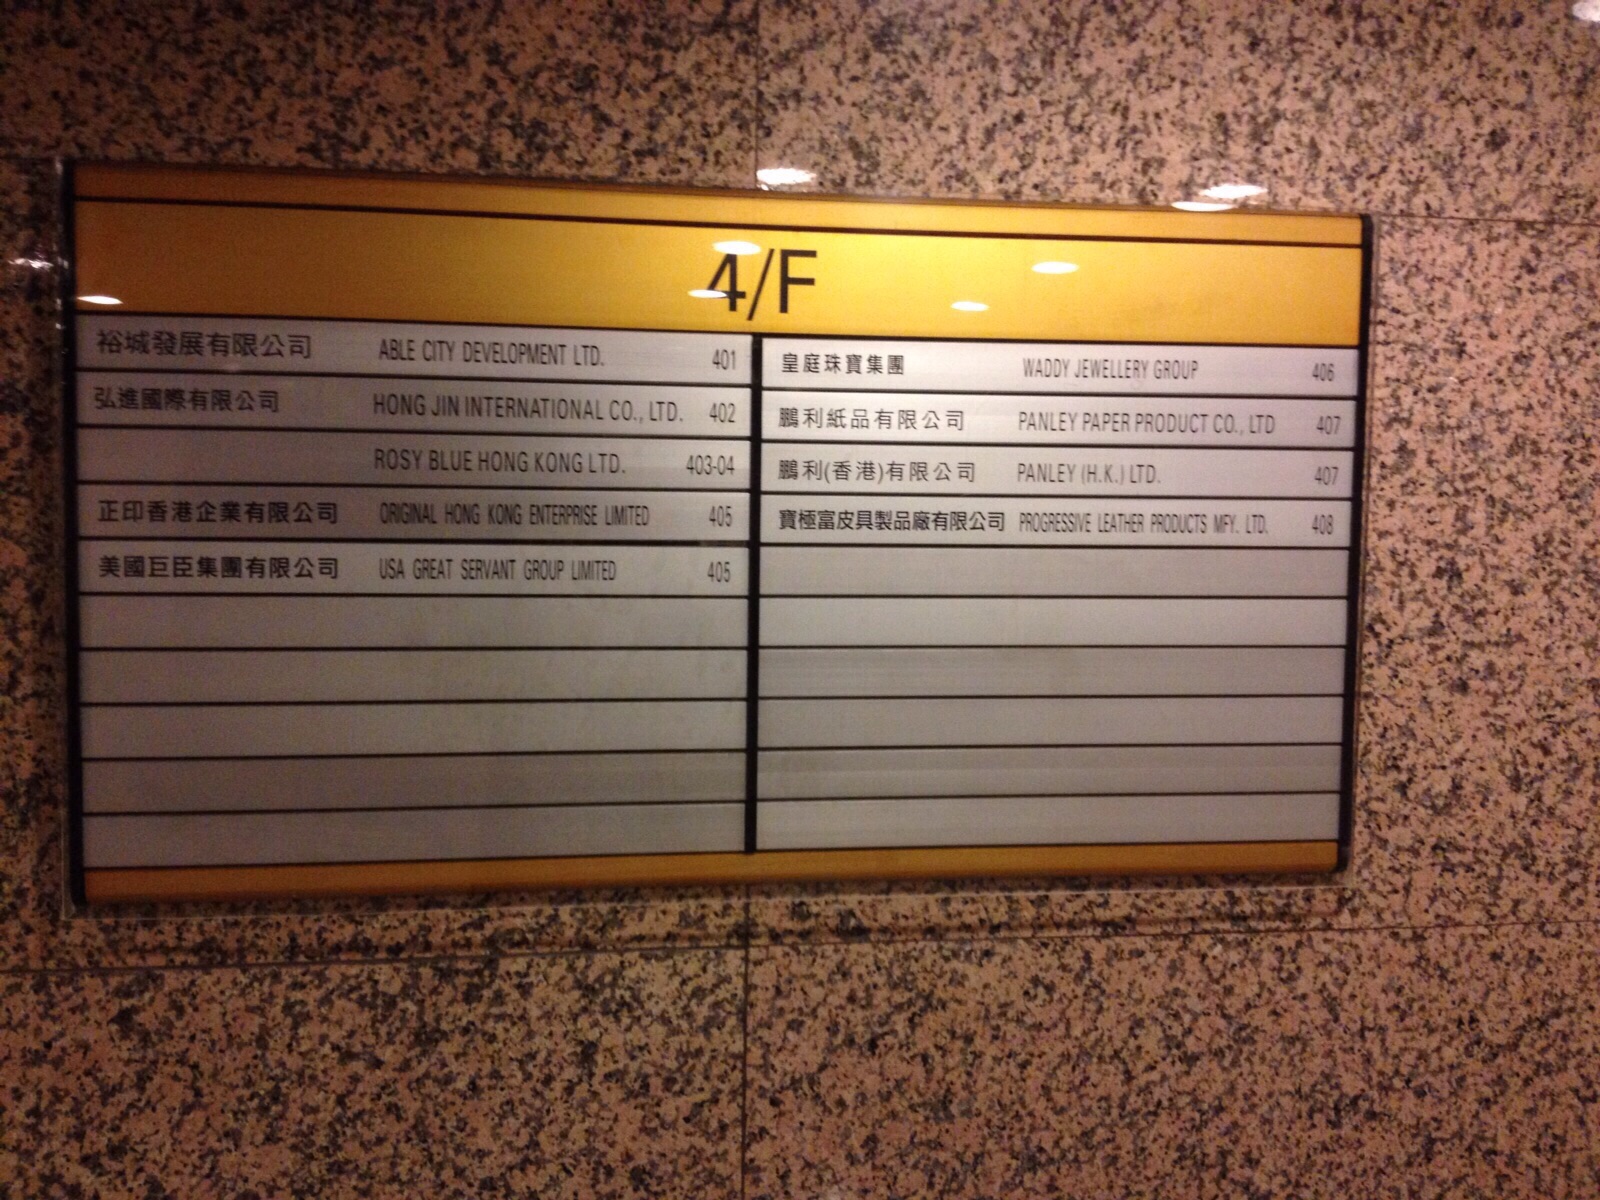 4/F
裕城發展有限公司 ABLE CITY DEVELOPMENT LTD. 401
弘進國際有限公司 HONG JIN INTERNATIONAL CO., LTD. 402
ROSY BLUE HONG KONG LTD. 403-04
正印香港企業有限公司 ORIGINAL HONG KONG ENTERPRISE LIMITED 405
美國巨臣集團有限公司 USA GREAT SERVANT GROUP LIMITED 405
皇庭珠寶集團 WADDY JEWELLERY GROUP 406
鵬利紙品有限公司 PANLEY PAPER PRODUCT CO., LTD 407
鵬利(香港)有限公司 PANLEY (H.K.) LTD. 407
寶極富皮具製品廠有限公司 PROGRESSIVE LEATHER PRODUCTS MFY. LTD. 408